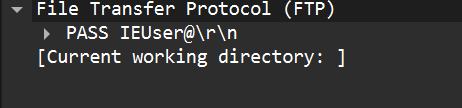 File Transfer Protocol (FTP)
PASS IEUser@\r\n
[Current working directory: ]